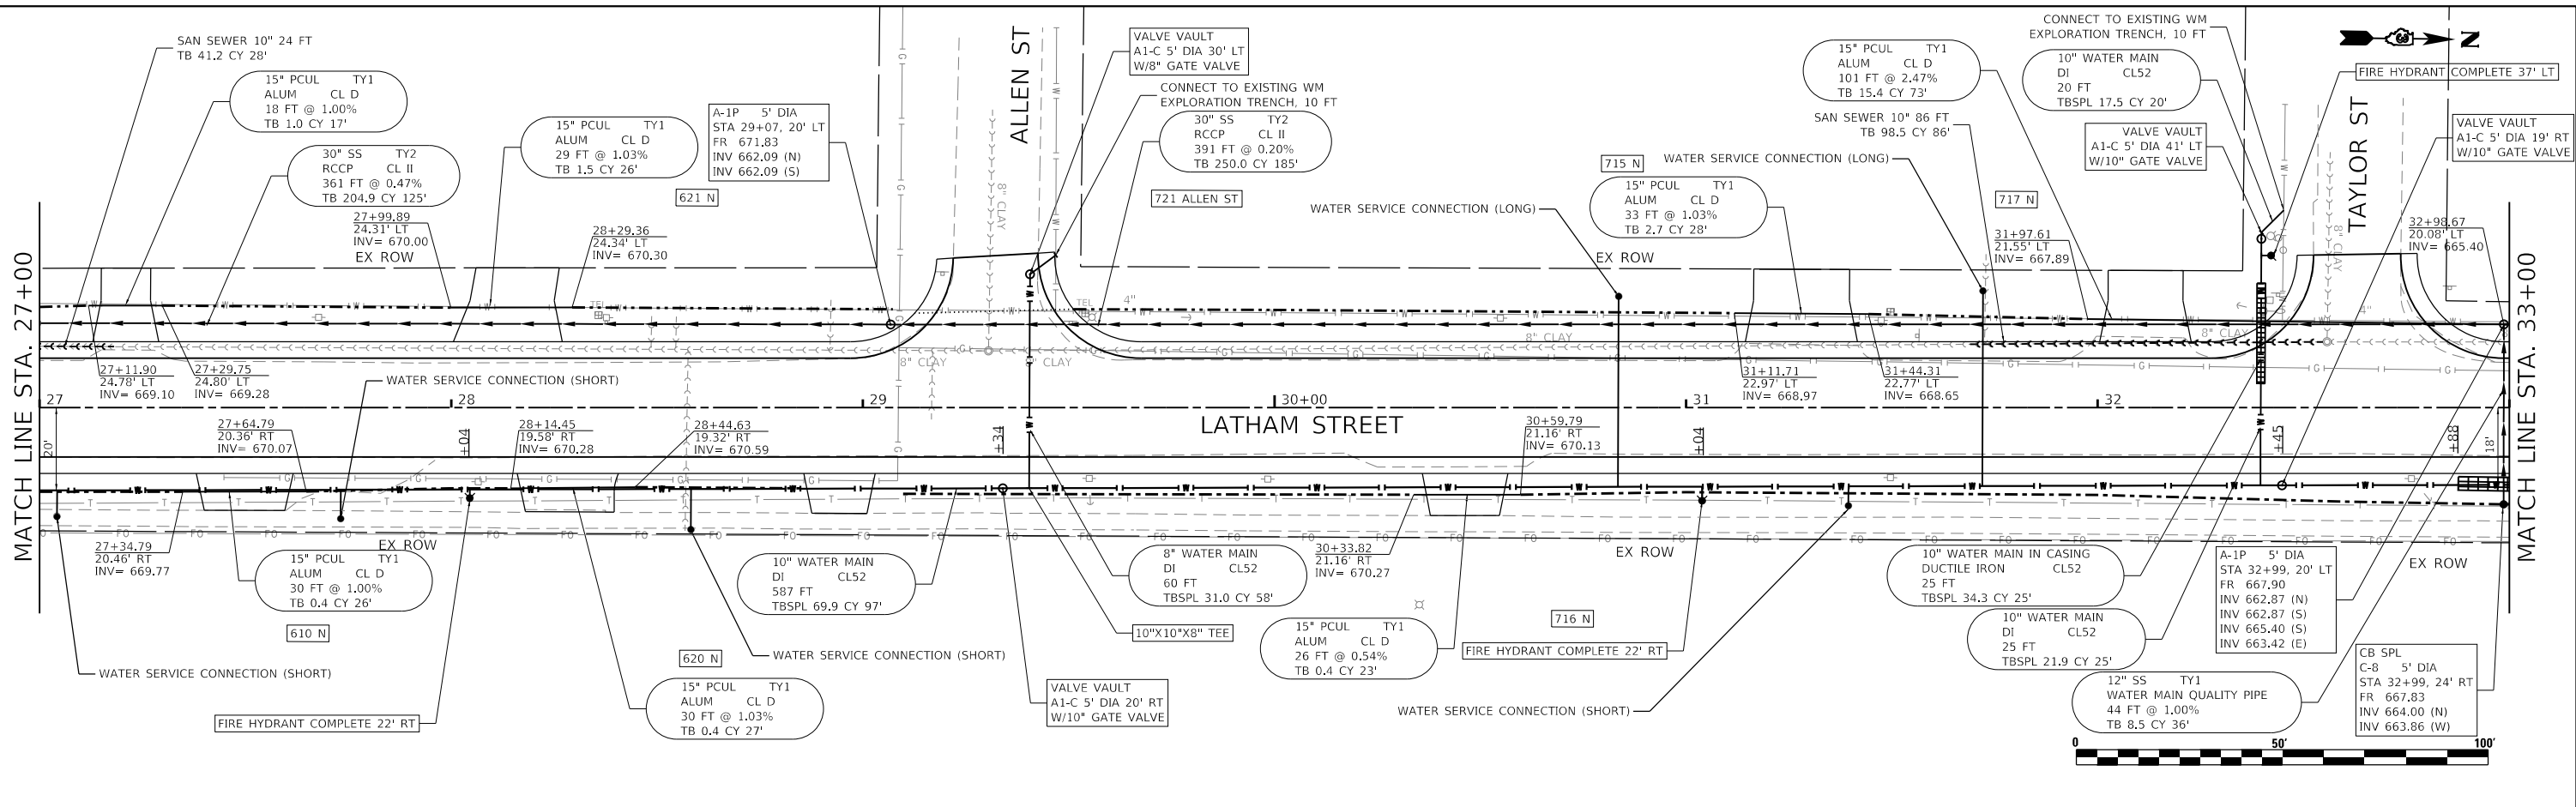 SAN SEWER 10" 24 FT
TB 41.2 CY 28'
15" PCUL TY1
ALUM CL D
18 FT @ 1.00%
TB 1.0 CY 17'
30" SS TY2
RCCP CL II
361 FT @ 0.47%
TB 204.9 CY 125'
15" PCUL TY1
ALUM CL D
29 FT @ 1.03%
TB 1.5 CY 26'
A-1P 5' DIA
STA 29+07, 20' LT
FR 671.83
INV 662.09 (N)
INV 662.09 (S)
621 N
27+99.89
24.31' LT
INV= 670.00
EX ROW
28+29.36
24.34' LT
INV= 670.30
ALLEN ST
VALVE VAULT
A1-C 5' DIA 30' LT
W/8" GATE VALVE
CONNECT TO EXISTING WM
EXPLORATION TRENCH, 10 FT
30" SS TY2
RCCP CL II
391 FT @ 0.20%
TB 250.0 CY 185'
721 ALLEN ST
8" CLAY
WATER SERVICE CONNECTION (LONG)
715 N
WATER SERVICE CONNECTION (LONG)
15" PCUL TY1
ALUM CL D
33 FT @ 1.03%
TB 2.7 CY 28'
EX ROW
15" PCUL TY1
ALUM CL D
101 FT @ 2.47%
TB 15.4 CY 73'
SAN SEWER 10" 86 FT
TB 98.5 CY 86'
717 N
31+97.61
21.55' LT
INV= 667.89
CONNECT TO EXISTING WM
EXPLORATION TRENCH, 10 FT
10" WATER MAIN
DI CL52
20 FT
TBSPL 17.5 CY 20'
VALVE VAULT
A1-C 5' DIA 41' LT
W/10" GATE VALVE
N
FIRE HYDRANT COMPLETE 37' LT
VALVE VAULT
A1-C 5' DIA 19' RT
W/10" GATE VALVE
TAYLOR ST
8" CLAY
32+98.67
20.08' LT
INV= 665.40
MATCH LINE STA 27+00
MATCH LINE STA. 33+00
TEL
TEL
4"
4"
8" CLAY
8" CLAY
8" CLAY
27+11.90
24.78' LT
INV= 669.10
27+29.75
24.80' LT
INV= 669.28
WATER SERVICE CONNECTION (SHORT)
31+11.71
22.97' LT
INV= 668.97
31+44.31
22.77' LT
INV= 668.65
27
28
29
30+00
31
32
LATHAM STREET
20'
27+64.79
20.36' RT
INV= 670.07
+04
28+14.45
19.58' RT
INV= 670.28
28+44.63
19.32' RT
INV= 670.59
+34
30+59.79
21.16' RT
INV= 670.13
+04
+45
+88
18'
27+34.79
20.46' RT
INV= 669.77
15" PCUL TY1
ALUM CL D
30 FT @ 1.00%
TB 0.4 CY 26'
EX ROW
610 N
WATER SERVICE CONNECTION (SHORT)
FIRE HYDRANT COMPLETE 22' RT
620 N
WATER SERVICE CONNECTION (SHORT)
15" PCUL TY1
ALUM CL D
30 FT @ 1.03%
TB 0.4 CY 27'
10" WATER MAIN
DI CL52
587 FT
TBSPL 69.9 CY 97'
8" WATER MAIN
DI CL52
60 FT
TBSPL 31.0 CY 58'
10"X10"X8" TEE
VALVE VAULT
A1-C 5' DIA 20' RT
W/10" GATE VALVE
30+33.82
21.16' RT
INV= 670.27
15" PCUL TY1
ALUM CL D
26 FT @ 0.54%
TB 0.4 CY 23'
716 N
FIRE HYDRANT COMPLETE 22' RT
EX ROW
WATER SERVICE CONNECTION (SHORT)
10" WATER MAIN IN CASING
DUCTILE IRON CL52
25 FT
TBSPL 34.3 CY 25'
10" WATER MAIN
DI CL52
25 FT
TBSPL 21.9 CY 25'
12" SS TY1
WATER MAIN QUALITY PIPE
44 FT @ 1.00%
TB 8.5 CY 36'
A-1P 5' DIA
STA 32+99, 20' LT
FR 667.90
INV 662.87 (N)
INV 662.87 (S)
INV 665.40 (S)
INV 663.42 (E)
EX ROW
CB SPL
C-8 5' DIA
STA 32+99, 24' RT
FR 667.83
INV 664.00 (N)
INV 663.86 (W)
0 50' 100'